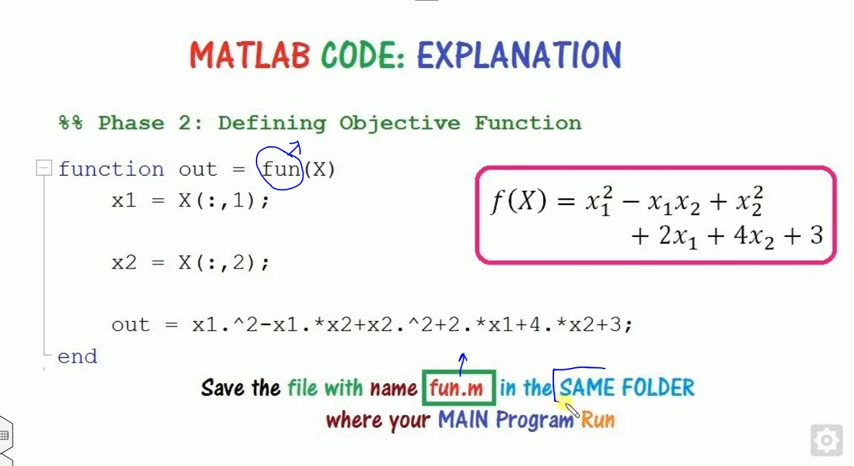 MATLAB CODE: EXPLANATION
%% Phase 2: Defining Objective Function
function out = fun(X)
x1 = X(:,1);
x2 = X(:,2);
out = x1.^2-x1.*x2+x2.^2+2.*x1+4.*x2+3;
end
f(X) = x₁² − x₁x₂ + x₂²
+ 2x₁ + 4x₂ + 3
Save the file with name fun.m in the SAME FOLDER
where your MAIN Program Run